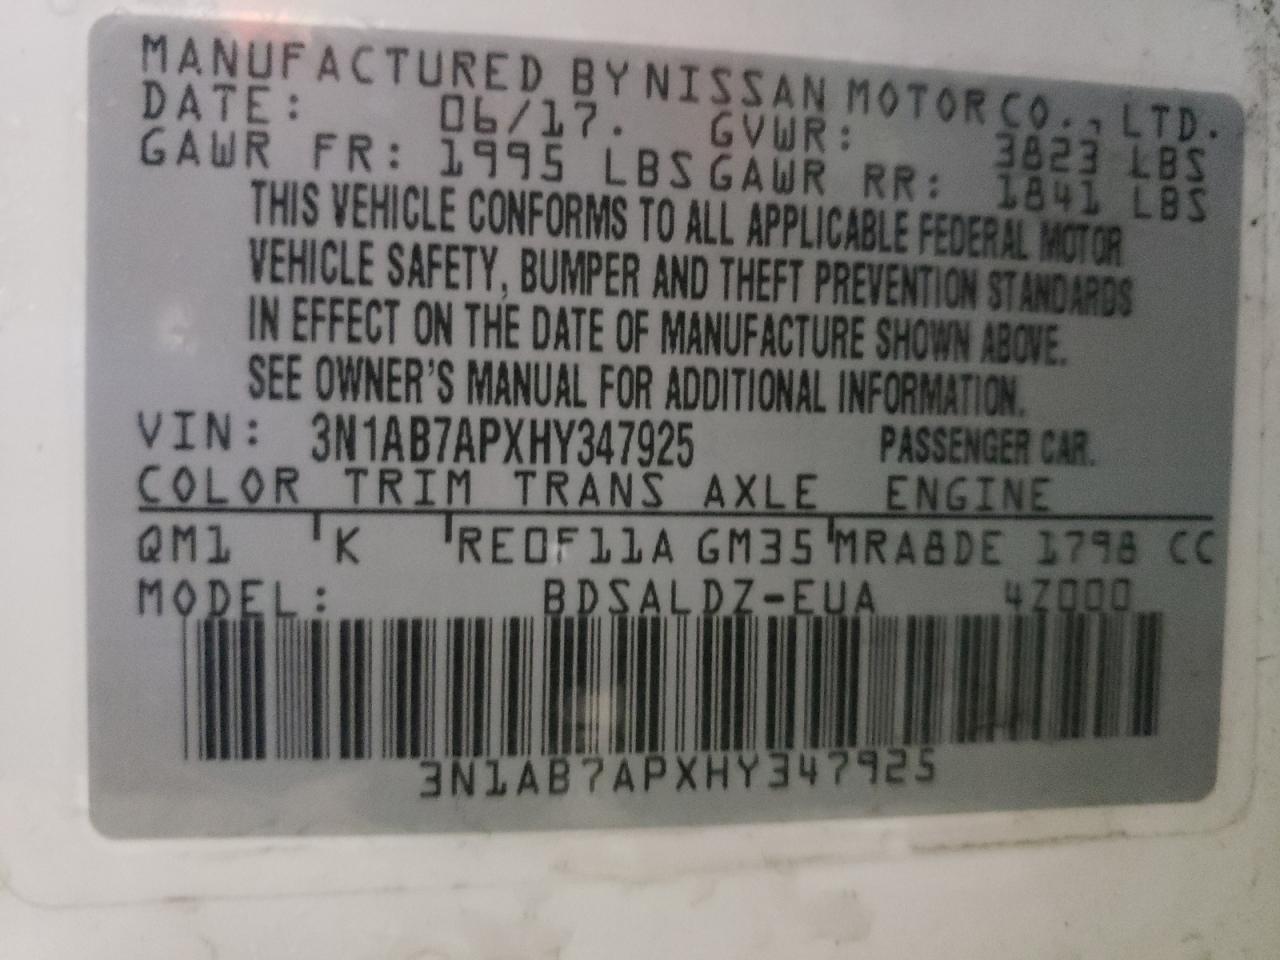 MANUFACTURED BY NISSAN MOTOR CO., LTD.
DATE: 06/17. GVWR: 3823 LBS
GAWR FR: 1995 LBS GAWR RR: 1841 LBS
THIS VEHICLE CONFORMS TO ALL APPLICABLE FEDERAL MOTOR
VEHICLE SAFETY, BUMPER AND THEFT PREVENTION STANDARDS
IN EFFECT ON THE DATE OF MANUFACTURE SHOWN ABOVE.
SEE OWNER'S MANUAL FOR ADDITIONAL INFORMATION.
VIN: 3N1AB7APXHY347925 PASSENGER CAR.
COLOR TRIM TRANS AXLE ENGINE
QM1 K RE0F11A GM35 MRA8DE 1798 CC
MODEL: BDSALDZ-EUA 4Z000
3N1AB7APXHY347925